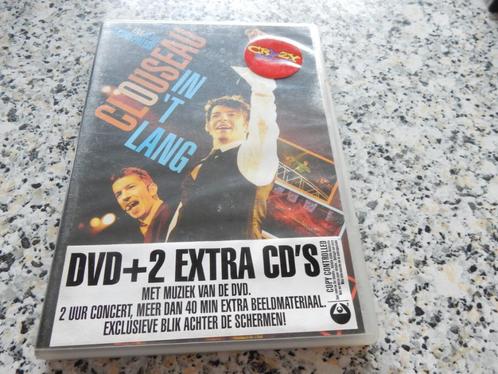 CLOUSEAU
IN
'T
LANG
CRAZY
DVD+2 EXTRA CD'S
MET MUZIEK VAN DE DVD.
2 UUR CONCERT, MEER DAN 40 MIN EXTRA BEELDMATERIAAL.
EXCLUSIEVE BLIK ACHTER DE SCHERMEN!
COPY CONTROLLED